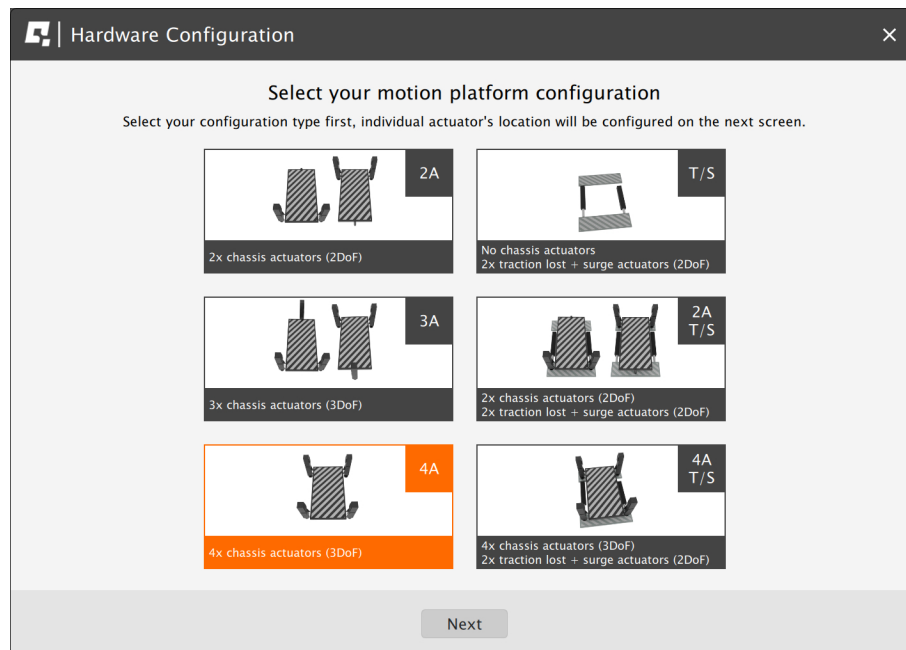 Hardware Configuration
Select your motion platform configuration
Select your configuration type first, individual actuator's location will be configured on the next screen.
2A
2x chassis actuators (2DoF)
T/S
No chassis actuators
2x traction lost + surge actuators (2DoF)
3A
3x chassis actuators (3DoF)
2A
T/S
2x chassis actuators (2DoF)
2x traction lost + surge actuators (2DoF)
4A
4x chassis actuators (3DoF)
4A
T/S
4x chassis actuators (3DoF)
2x traction lost + surge actuators (2DoF)
Next